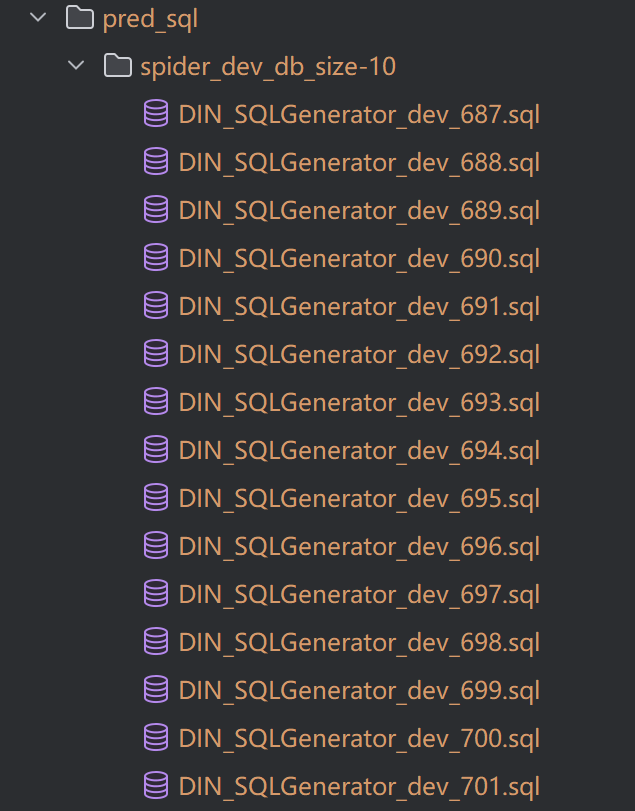 pred_sql
spider_dev_db_size-10
DIN_SQLGenerator_dev_687.sql
DIN_SQLGenerator_dev_688.sql
DIN_SQLGenerator_dev_689.sql
DIN_SQLGenerator_dev_690.sql
DIN_SQLGenerator_dev_691.sql
DIN_SQLGenerator_dev_692.sql
DIN_SQLGenerator_dev_693.sql
DIN_SQLGenerator_dev_694.sql
DIN_SQLGenerator_dev_695.sql
DIN_SQLGenerator_dev_696.sql
DIN_SQLGenerator_dev_697.sql
DIN_SQLGenerator_dev_698.sql
DIN_SQLGenerator_dev_699.sql
DIN_SQLGenerator_dev_700.sql
DIN_SQLGenerator_dev_701.sql